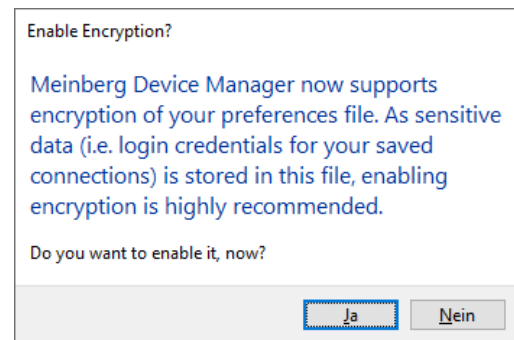 Enable Encryption?
Meinberg Device Manager now supports
encryption of your preferences file. As sensitive
data (i.e. login credentials for your saved
connections) is stored in this file, enabling
encryption is highly recommended.
Do you want to enable it, now?
Ja
Nein